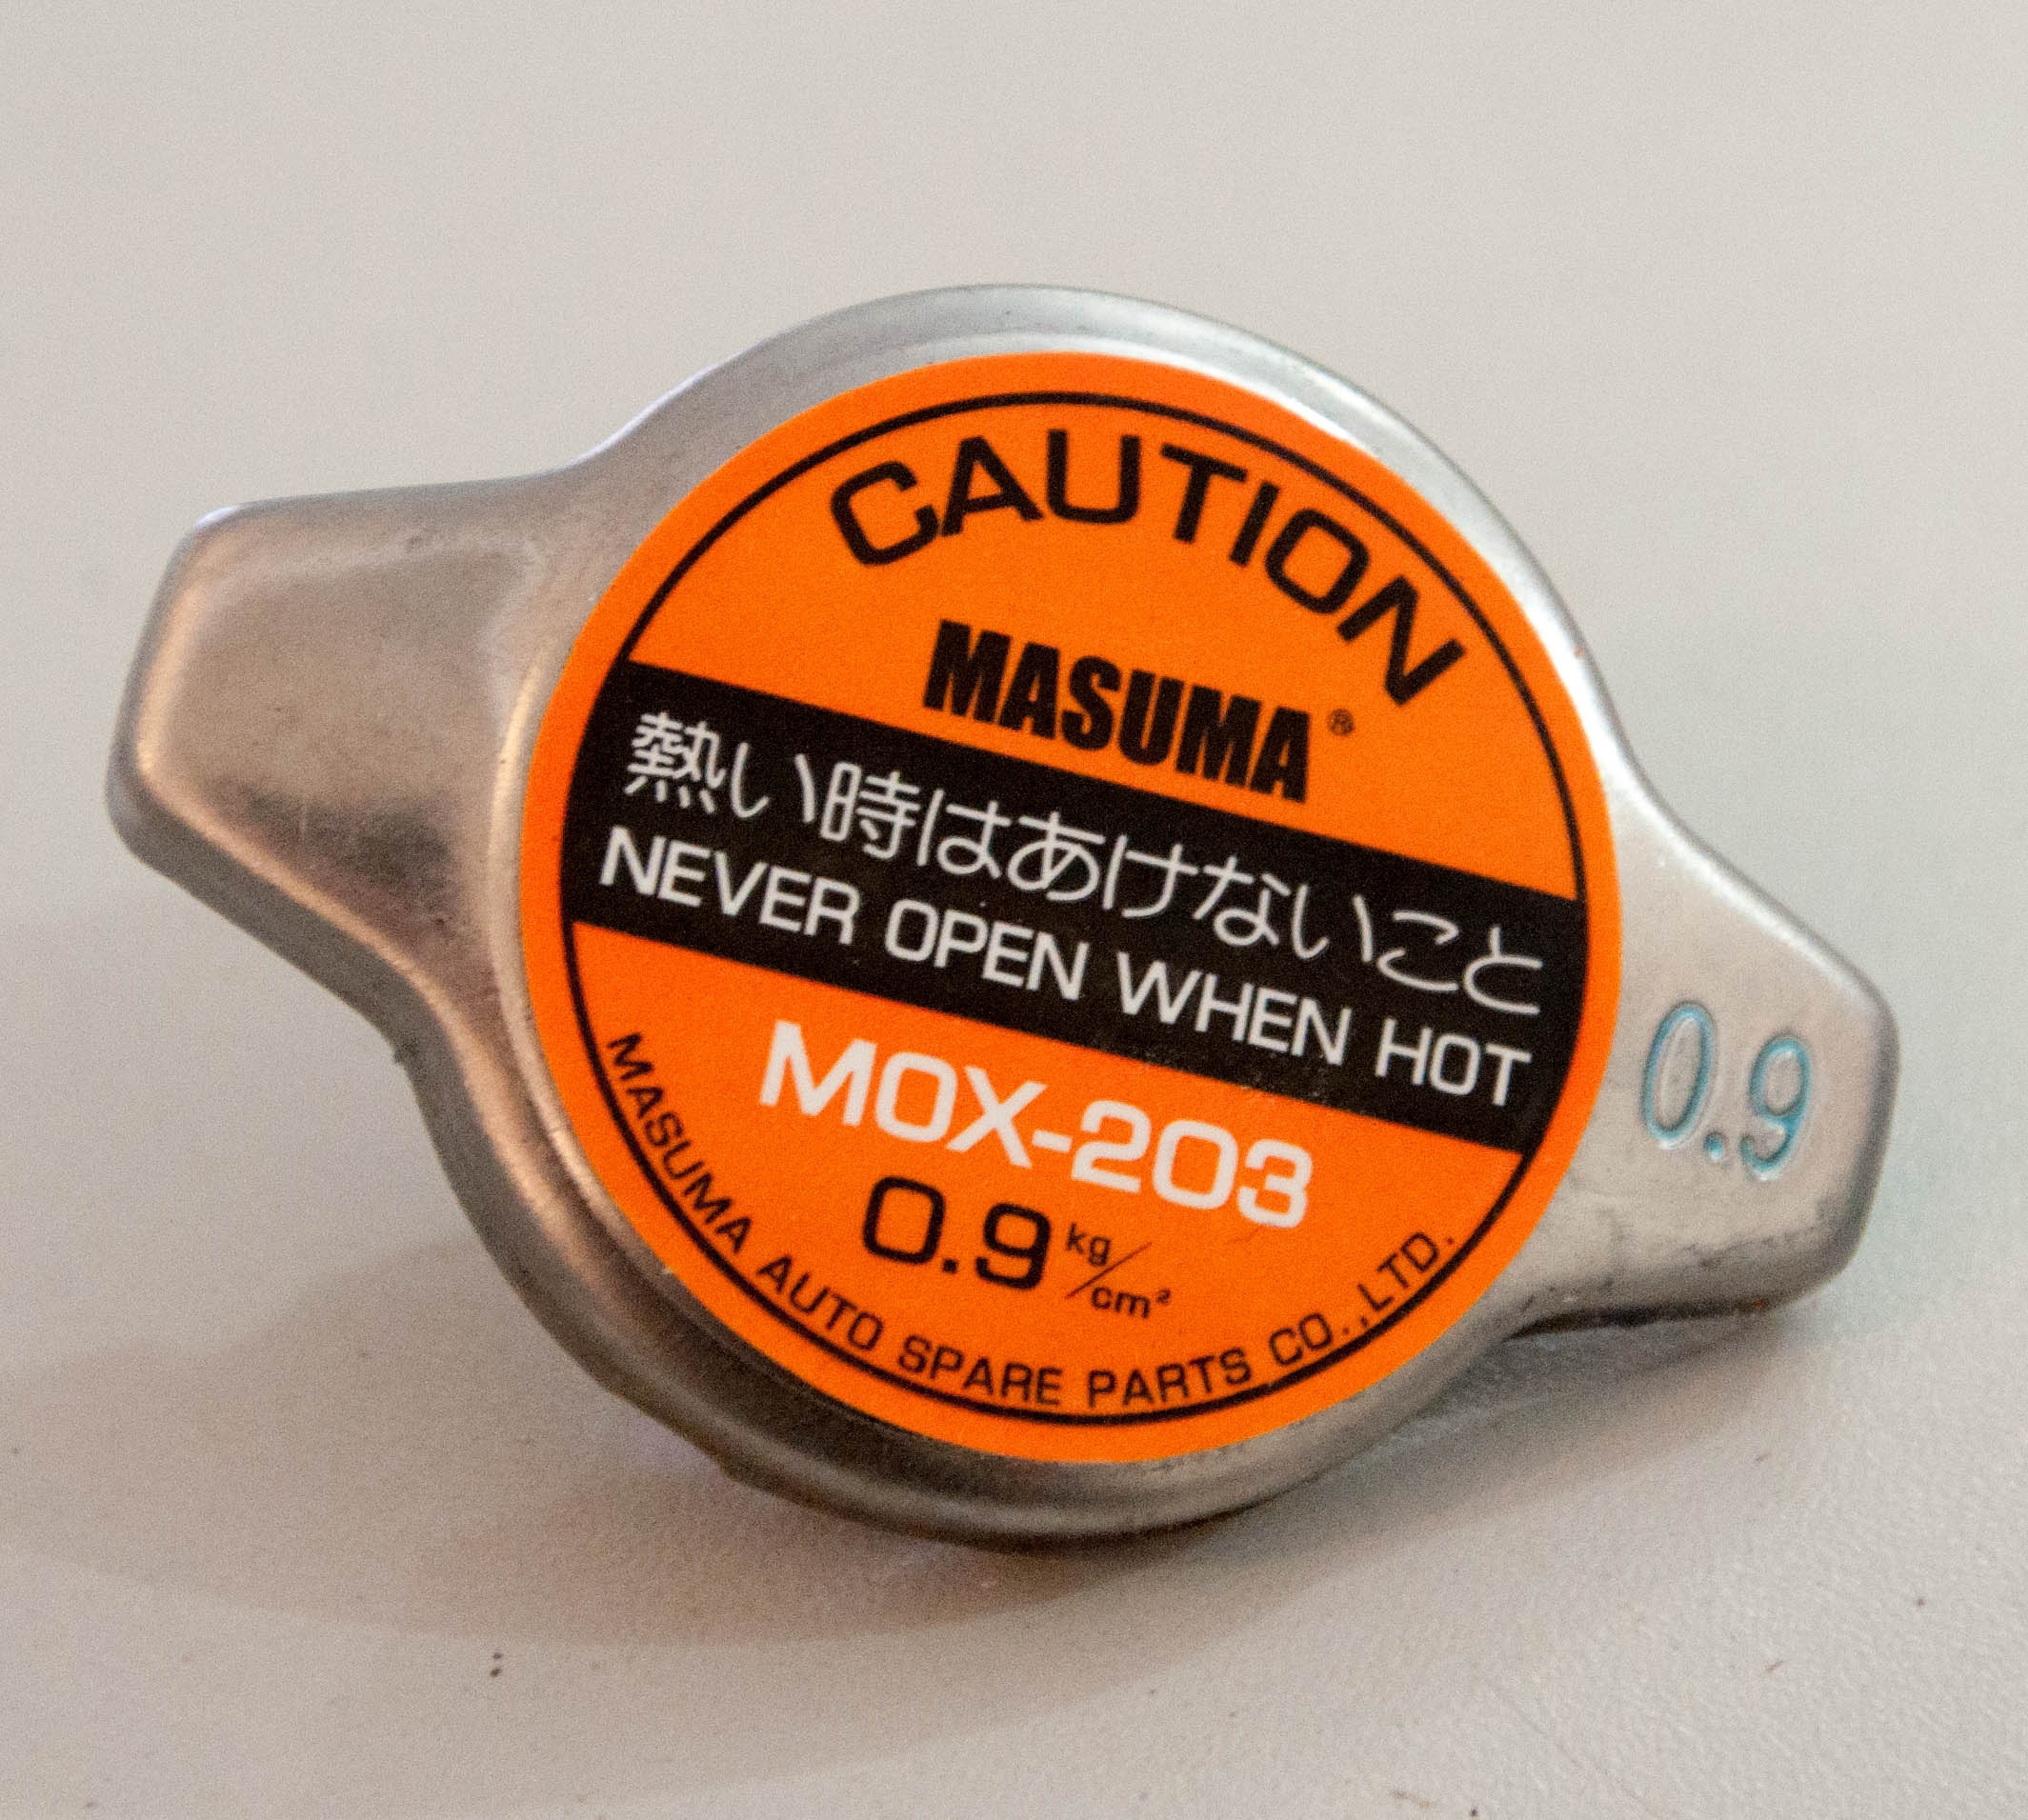 CAUTION
MASUMA®
熱い時はあけないこと
NEVER OPEN WHEN HOT
MOX-203
0.9 kg/cm²
MASUMA AUTO SPARE PARTS CO.,LTD.
0.9